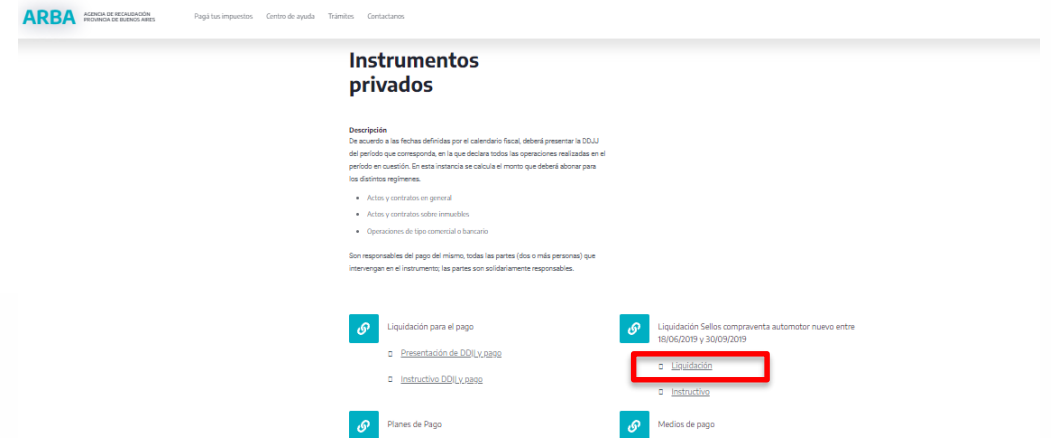 ARBA AGENCIA DE RECAUDACIÓN
PROVINCIA DE BUENOS AIRES
Pagá tus impuestos Centro de ayuda Trámites Contactanos
Instrumentos
privados
Descripción
De acuerdo a las fechas definidas por el calendario fiscal, deberá presentar la DDJJ
del período que corresponda, en la que declara todos las operaciones realizadas en el
período en cuestión. En esta instancia se calcula el monto que deberá abonar para
los distintos regímenes.
Actos y contratos en general
Actos y contratos sobre inmuebles
Operaciones de tipo comercial o bancario
Son responsables del pago del mismo, todas las partes (dos o más personas) que
intervengan en el instrumento; las partes son solidariamente responsables.
Liquidación para el pago
Presentación de DDJJ y pago
Instructivo DDJJ y pago
Liquidación Sellos compraventa automotor nuevo entre
18/06/2019 y 30/09/2019
Liquidación
Instructivo
Planes de Pago
Medios de pago